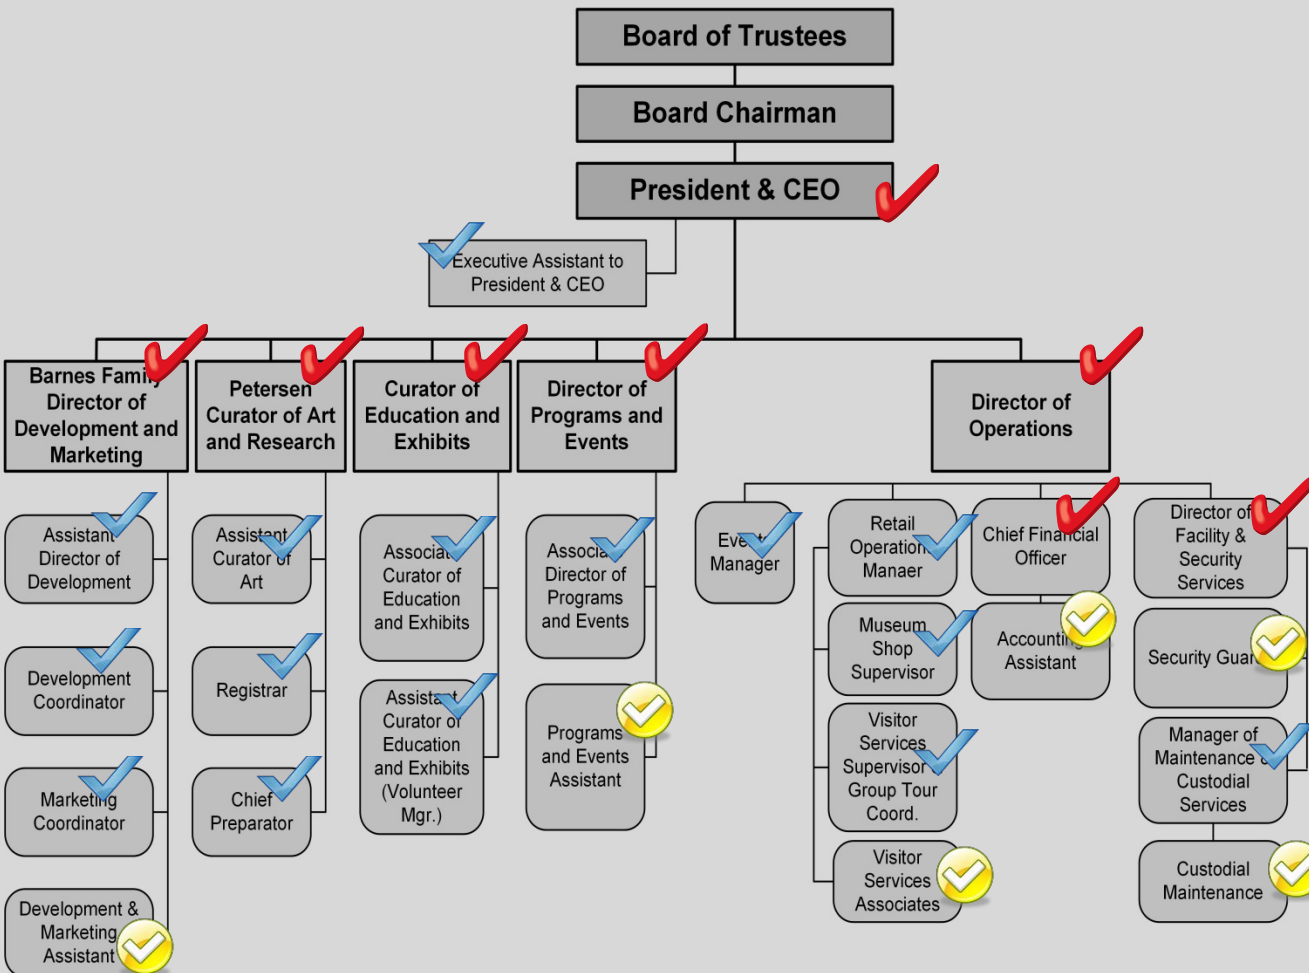 Board of Trustees
Board Chairman
President & CEO
Executive Assistant to
President & CEO
Barnes Family
Director of
Development and
Marketing
Petersen
Curator of Art
and Research
Curator of
Education and
Exhibits
Director of
Programs and
Events
Director of
Operations
Assistant
Director of
Development
Development
Coordinator
Marketing
Coordinator
Development &
Marketing
Assistant
Assistant
Curator of
Art
Registrar
Chief
Preparator
Associate
Curator of
Education
and Exhibits
Assistant
Curator of
Education
and Exhibits
(Volunteer
Mgr.)
Associate
Director of
Programs
and Events
Programs
and Events
Assistant
Events
Manager
Retail
Operations
Manaer
Museum
Shop
Supervisor
Visitor
Services
Supervisor
Group Tour
Coord.
Visitor
Services
Associates
Chief Financial
Officer
Accounting
Assistant
Director of
Facility &
Security
Services
Security Guard
Manager of
Maintenance &
Custodial
Services
Custodial
Maintenance